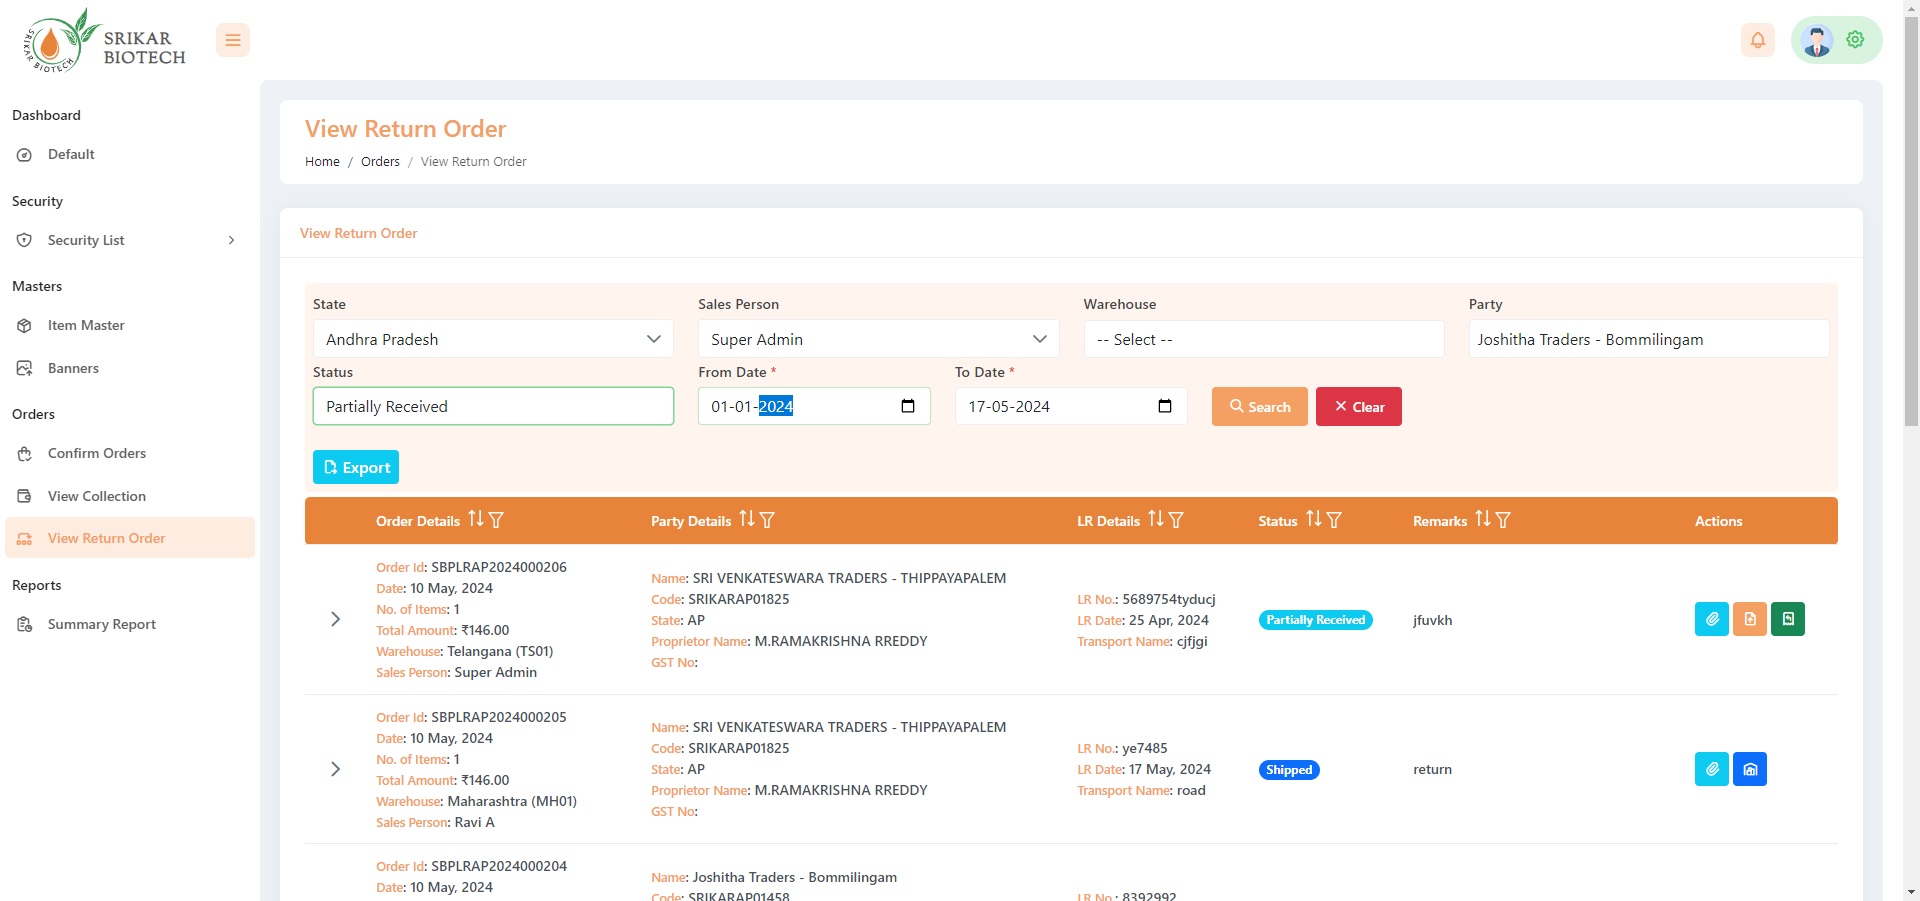 SRIKAR BIOTECH
SRIKAR
BIOTECH
Dashboard
Default
Security
Security List
Masters
Item Master
Banners
Orders
Confirm Orders
View Collection
View Return Order
Reports
Summary Report
View Return Order
Home / Orders / View Return Order
View Return Order
State
Sales Person
Warehouse
Party
Andhra Pradesh
Super Admin
-- Select --
Joshitha Traders - Bommilingam
Status
From Date *
To Date *
Partially Received
01-01-2024
17-05-2024
Search
Clear
Export
Order Details
Party Details
LR Details
Status
Remarks
Actions
Order Id: SBPLRAP2024000206
Date: 10 May, 2024
No. of Items: 1
Total Amount: ₹146.00
Warehouse: Telangana (TS01)
Sales Person: Super Admin
Name: SRI VENKATESWARA TRADERS - THIPPAYAPALEM
Code: SRIKARAP01825
State: AP
Proprietor Name: M.RAMAKRISHNA RREDDY
GST No:
LR No.: 5689754tyducj
LR Date: 25 Apr, 2024
Transport Name: cjfjgi
Partially Received
jfuvkh
Order Id: SBPLRAP2024000205
Date: 10 May, 2024
No. of Items: 1
Total Amount: ₹146.00
Warehouse: Maharashtra (MH01)
Sales Person: Ravi A
Name: SRI VENKATESWARA TRADERS - THIPPAYAPALEM
Code: SRIKARAP01825
State: AP
Proprietor Name: M.RAMAKRISHNA RREDDY
GST No:
LR No.: ye7485
LR Date: 17 May, 2024
Transport Name: road
Shipped
return
Order Id: SBPLRAP2024000204
Date: 10 May, 2024
Name: Joshitha Traders - Bommilingam
Code: SRIKARAP01458
LR No.: 8392992